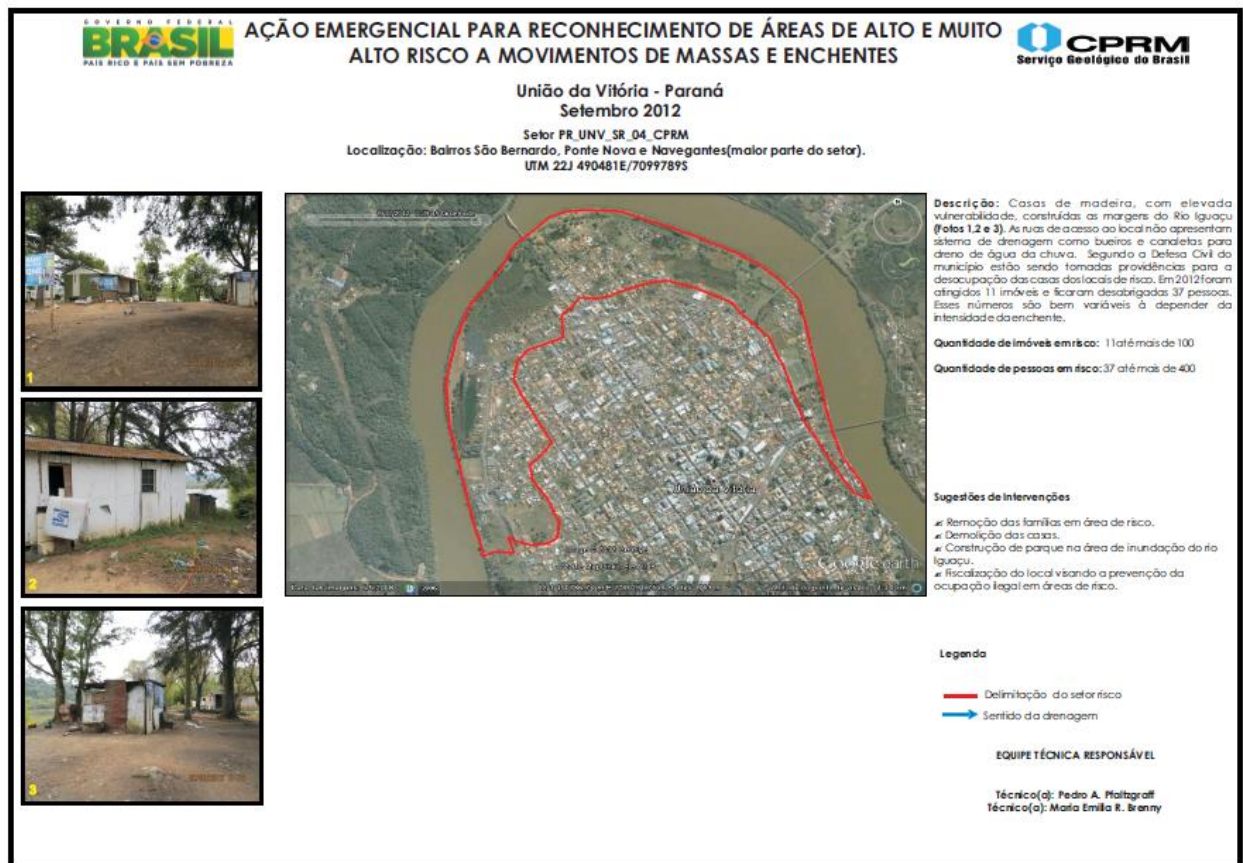 GOVERNO FEDERAL
BRASIL
PAÍS RICO É PAÍS SEM POBREZA
AÇÃO EMERGENCIAL PARA RECONHECIMENTO DE ÁREAS DE ALTO E MUITO
ALTO RISCO A MOVIMENTOS DE MASSAS E ENCHENTES
CPRM
Serviço Geológico do Brasil
União da Vitória - Paraná
Setembro 2012
Setor PR_UNV_SR_04_CPRM
Localização: Bairros São Bernardo, Ponte Nova e Navegantes(maior parte do setor).
UTM 22J 490481E/7099789S
1
2
3
União da Vitória
Google earth
Descrição: Casas de madeira, com elevada
vulnerabilidade, construídas as margens do Rio Iguaçu
(Fotos 1,2 e 3). As ruas de acesso ao local não apresentam
sistema de drenagem como bueiros e canaletas para
dreno de água da chuva. Segundo a Defesa Civil do
município estão sendo tomadas providências para a
desocupação das casas dos locais de risco. Em 2012 foram
atingidos 11 imóveis e ficaram desabrigadas 37 pessoas.
Esses números são bem variáveis à depender da
intensidade da enchente.
Quantidade de imóveis em risco: 11 até mais de 100
Quantidade de pessoas em risco: 37 até mais de 400
Sugestões de Intervenções
Remoção das famílias em área de risco.
Demolição das casas.
Construção de parque na área de inundação do rio
Iguaçu.
Fiscalização do local visando a prevenção da
ocupação ilegal em áreas de risco.
Legenda
Delimitação do setor risco
Sentido da drenagem
EQUIPE TÉCNICA RESPONSÁVEL
Técnico(a): Pedro A. Pfaltzgraff
Técnico(a): Maria Emilia R. Brenny